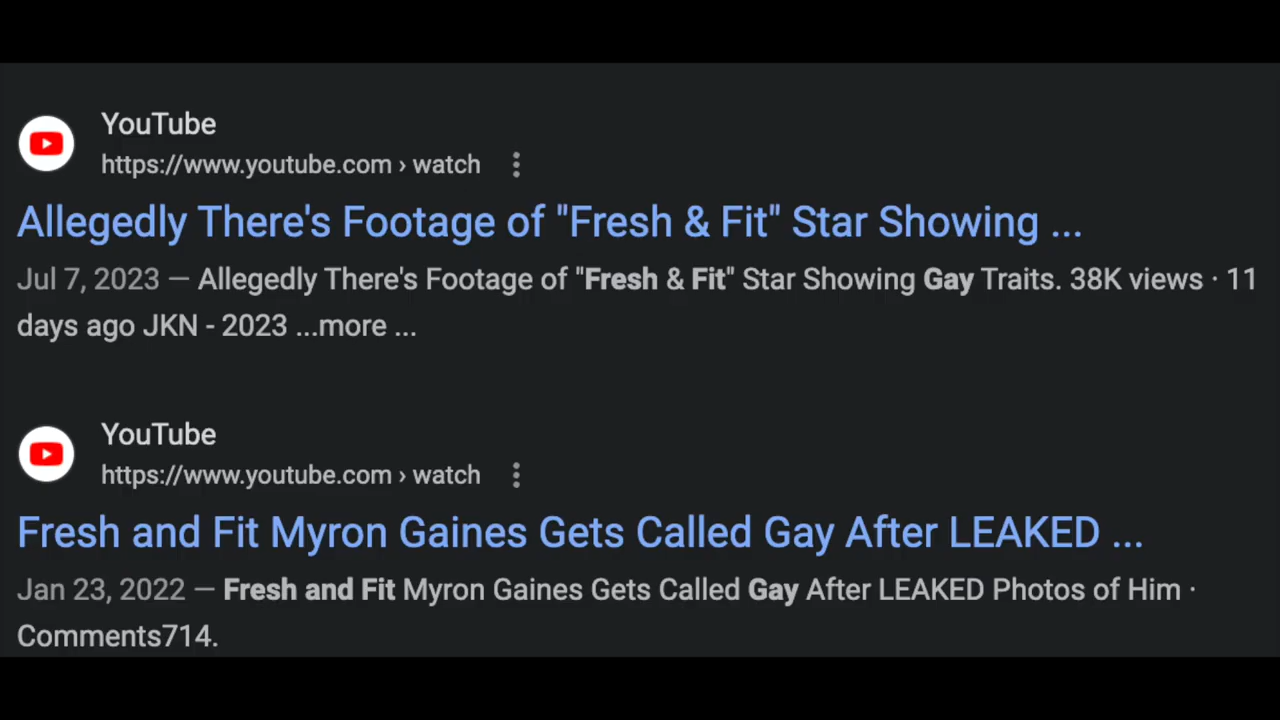 YouTube
https://www.youtube.com › watch
Allegedly There's Footage of "Fresh & Fit" Star Showing ...
Jul 7, 2023 — Allegedly There's Footage of "Fresh & Fit" Star Showing Gay Traits. 38K views · 11
days ago JKN - 2023 ...more ...
YouTube
https://www.youtube.com › watch
Fresh and Fit Myron Gaines Gets Called Gay After LEAKED ...
Jan 23, 2022 — Fresh and Fit Myron Gaines Gets Called Gay After LEAKED Photos of Him ·
Comments714.